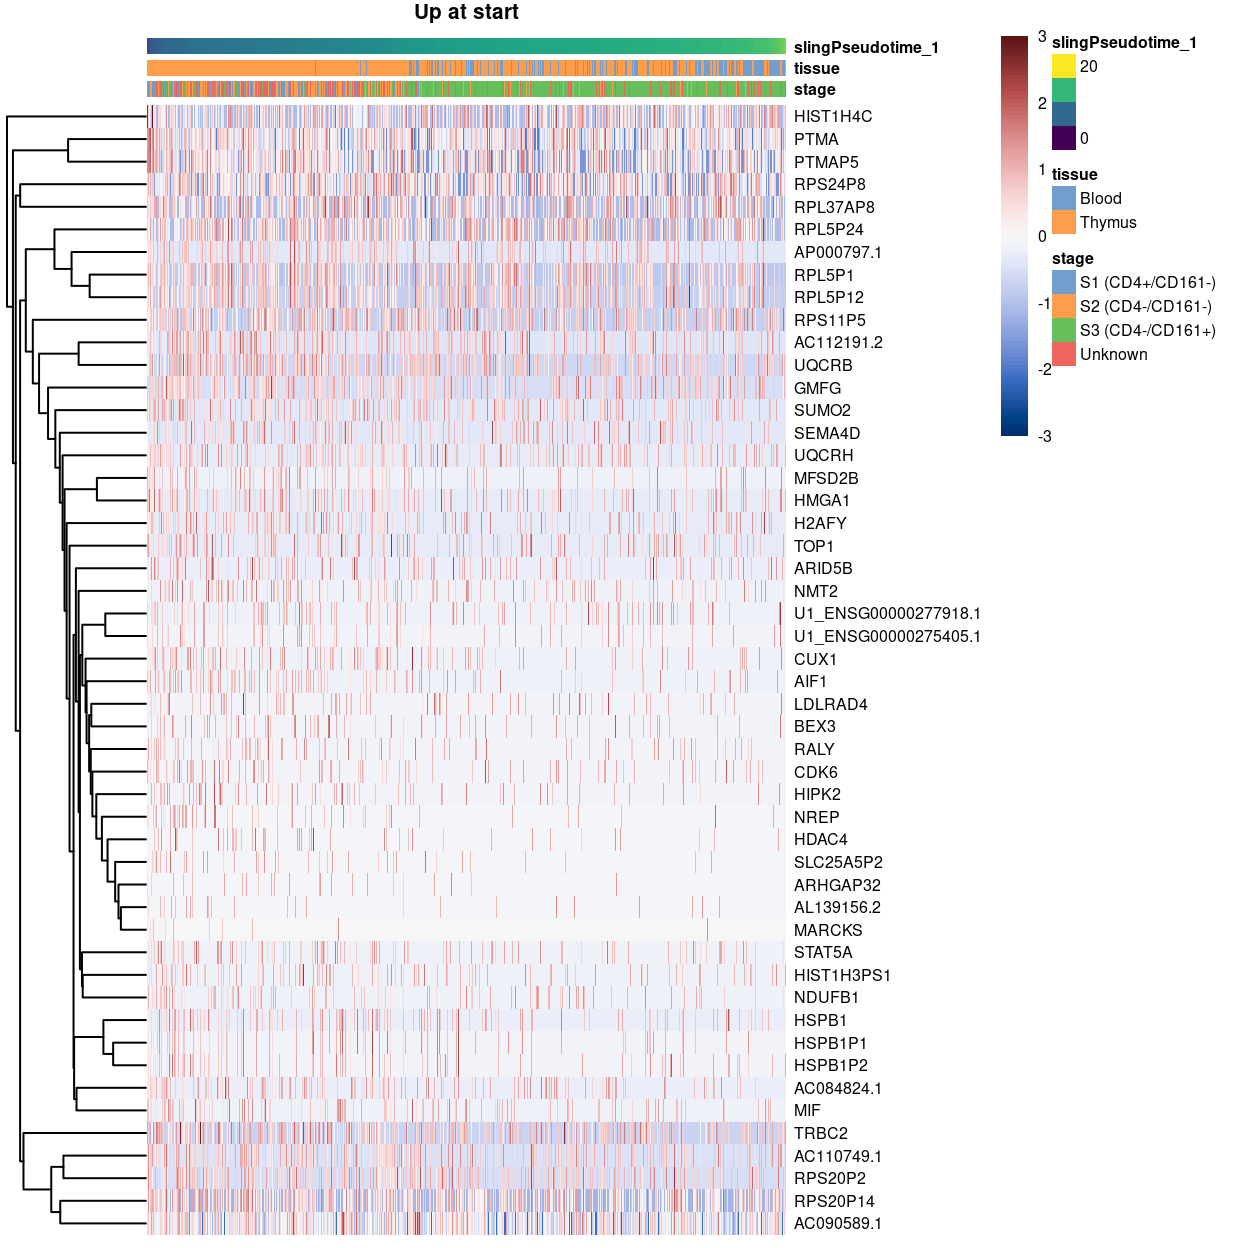 Up at start
slingPseudotime_1
tissue
stage
HIST1H4C
PTMA
PTMAP5
RPS24P8
RPL37AP8
RPL5P24
AP000797.1
RPL5P1
RPL5P12
RPS11P5
AC112191.2
UQCRB
GMFG
SUMO2
SEMA4D
UQCRH
MFSD2B
HMGA1
H2AFY
TOP1
ARID5B
NMT2
U1_ENSG00000277918.1
U1_ENSG00000275405.1
CUX1
AIF1
LDLRAD4
BEX3
RALY
CDK6
HIPK2
NREP
HDAC4
SLC25A5P2
ARHGAP32
AL139156.2
MARCKS
STAT5A
HIST1H3PS1
NDUFB1
HSPB1
HSPB1P1
HSPB1P2
AC084824.1
MIF
TRBC2
AC110749.1
RPS20P2
RPS20P14
AC090589.1
3
2
1
0
-1
-2
-3
slingPseudotime_1
20
0
tissue
Blood
Thymus
stage
S1 (CD4+/CD161-)
S2 (CD4-/CD161-)
S3 (CD4-/CD161+)
Unknown